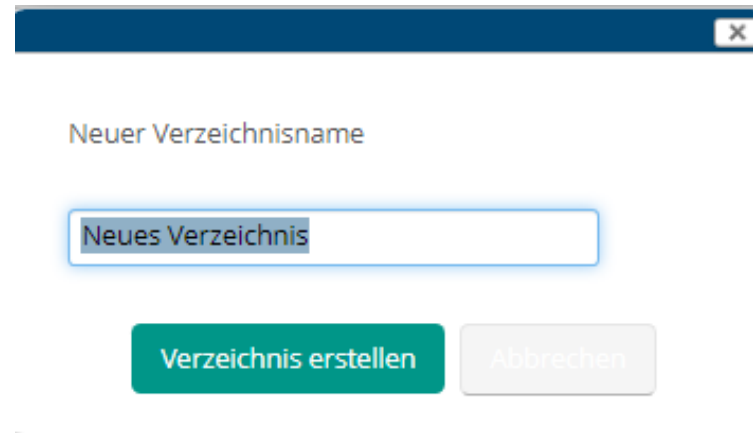 Neuer Verzeichnisname
Neues Verzeichnis
Verzeichnis erstellen
Abbrechen